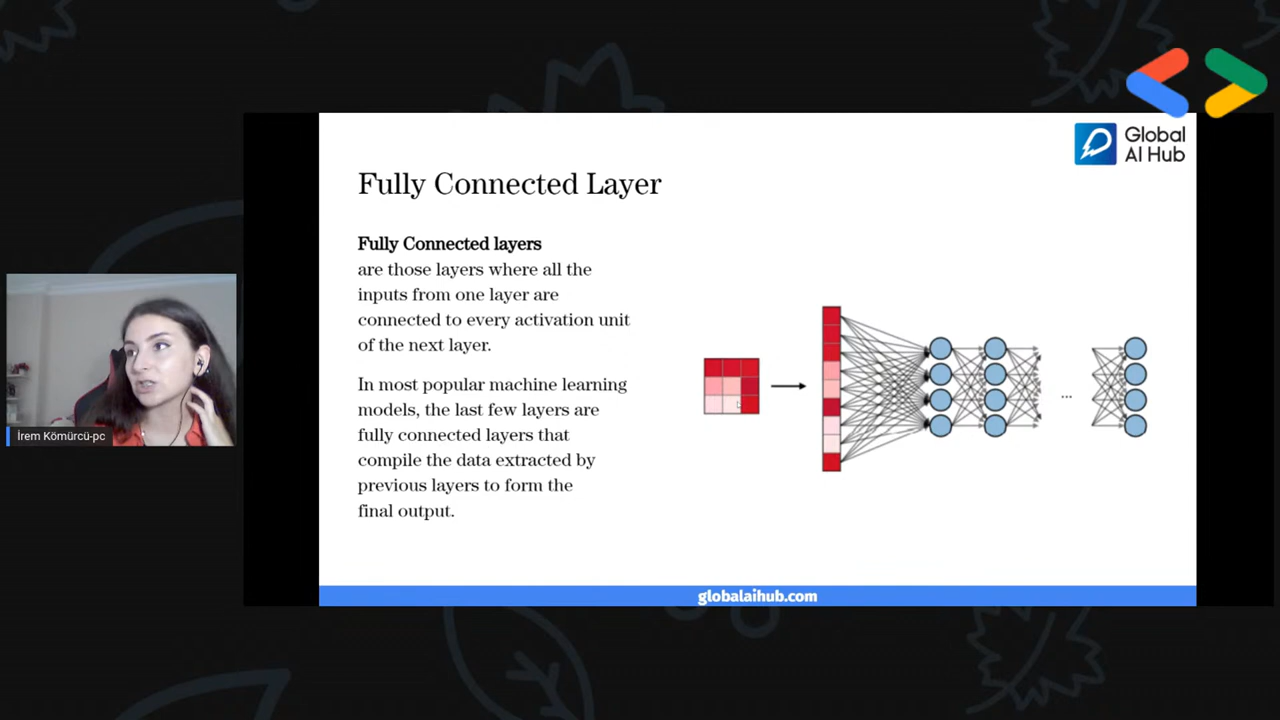 Global
AI Hub
Fully Connected Layer
Fully Connected layers
are those layers where all the
inputs from one layer are
connected to every activation unit
of the next layer.
In most popular machine learning
models, the last few layers are
fully connected layers that
compile the data extracted by
previous layers to form the
final output.
...
İrem Kömürcü-pc
globalaihub.com